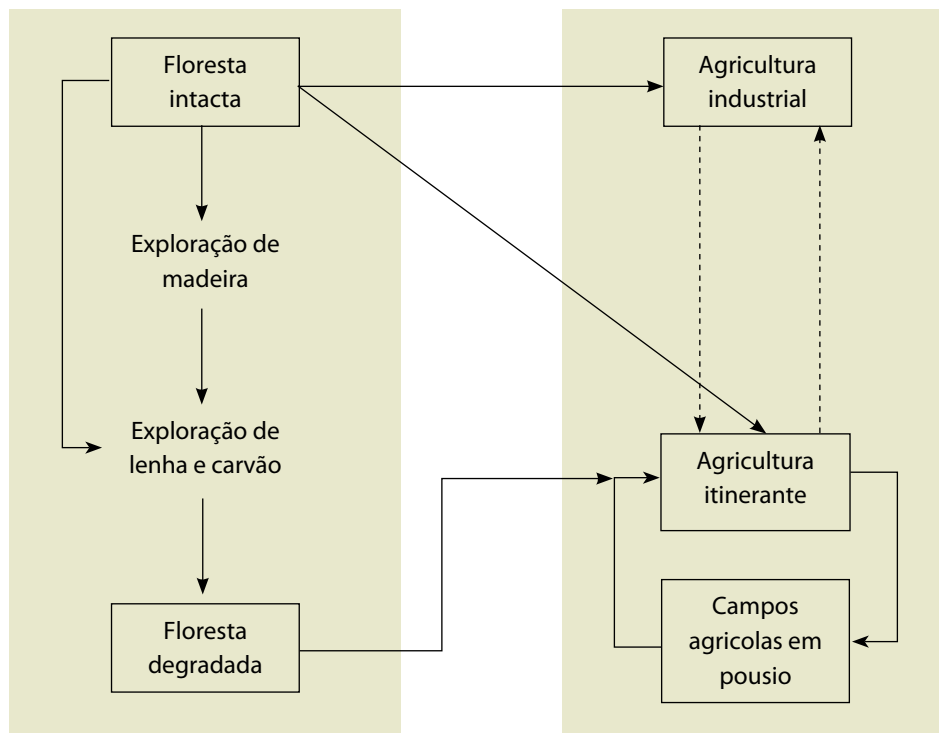 Floresta
intacta
Exploração de
madeira
Exploração de
lenha e carvão
Floresta
degradada
Agricultura
industrial
Agricultura
itinerante
Campos
agricolas em
pousio